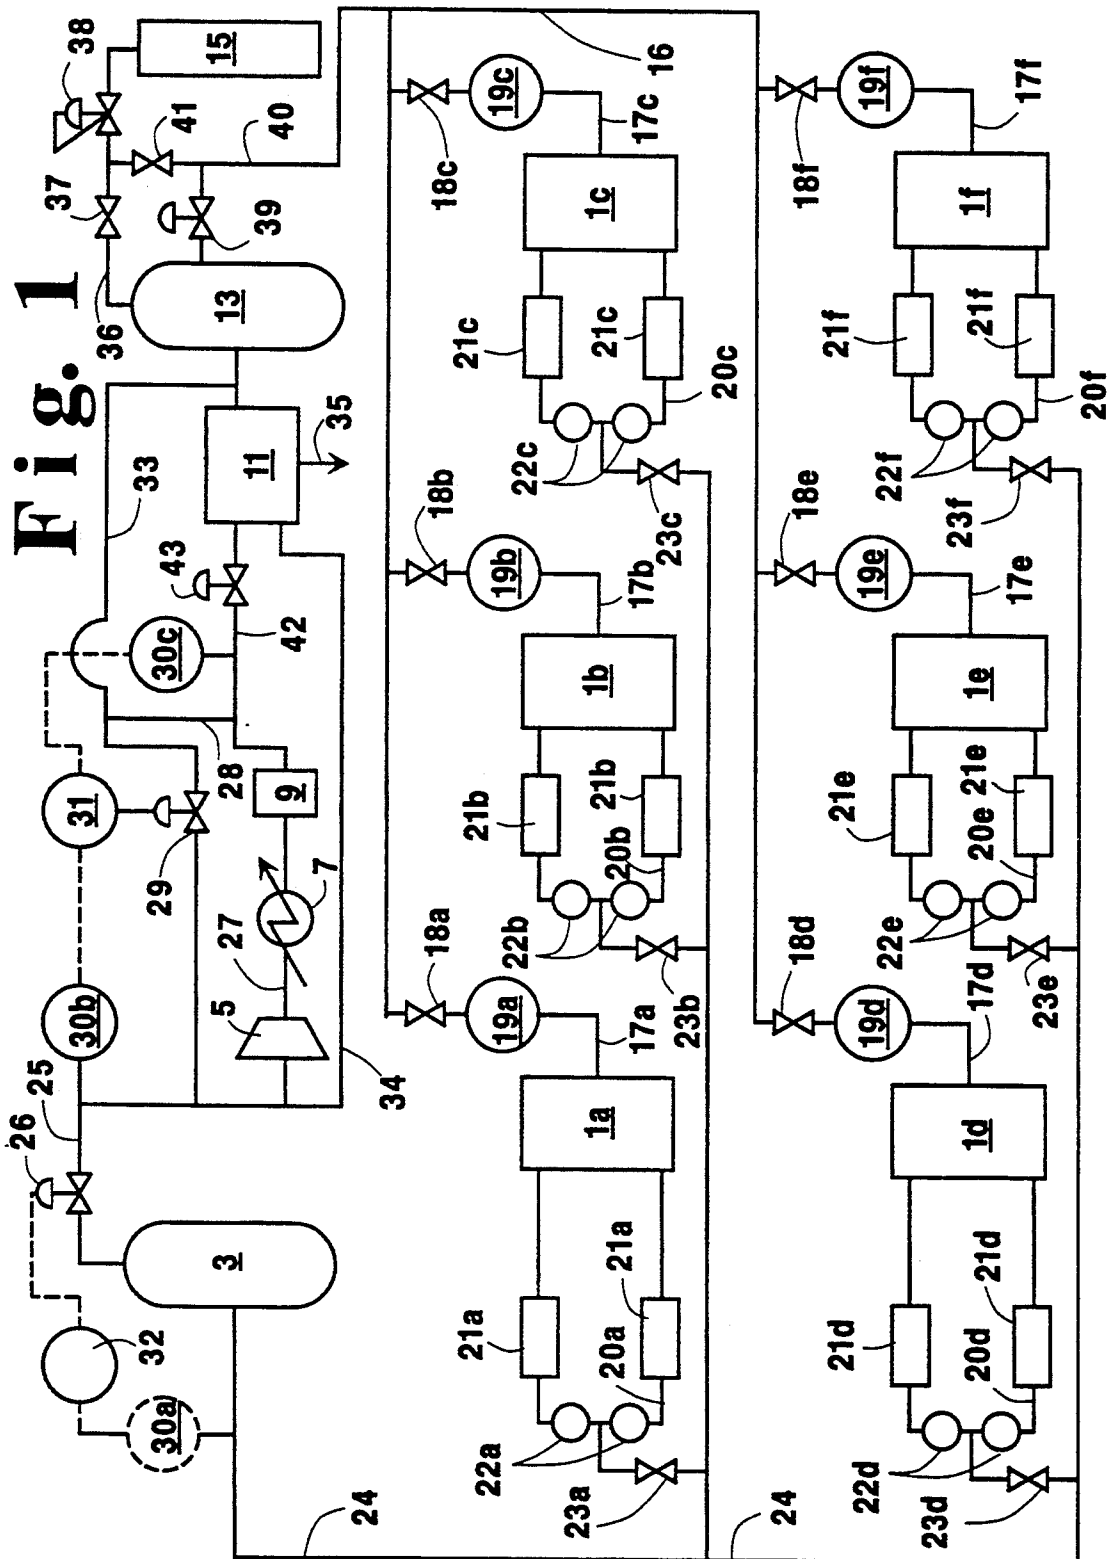 Fig. 1
38
15
37
41
40
36
39
13
16
33
11
35
43
30c
42
31
28
9
29
7
27
30b
5
25
34
26
3
32
30a
24
19c
18c
17c
1c
21c
21c
20c
22c
23c
18b
19b
17b
1b
21b
21b
20b
22b
23b
18a
19a
17a
1a
21a
21a
20a
22a
23a
19f
18f
17f
1f
21f
21f
20f
22f
23f
18e
19e
17e
1e
21e
21e
20e
22e
23e
18d
19d
17d
1d
21d
21d
20d
22d
23d
24